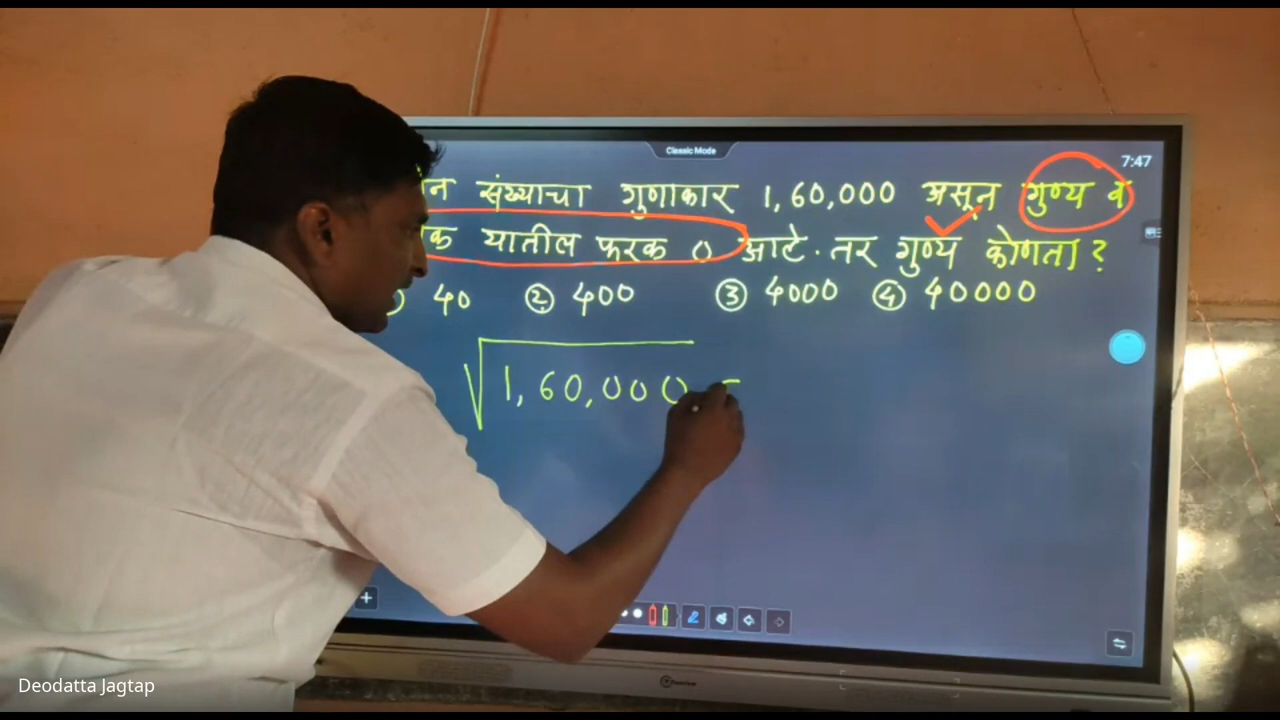 Classic Mode
7:47
संख्याचा गुणाकार 1,60,000 असून गुण्य व
यातील फरक 0 आहे. तर गुण्य कोणता?
40 ② 400 ③ 4000 ④ 40000
√1,60,000
Deodatta Jagtap